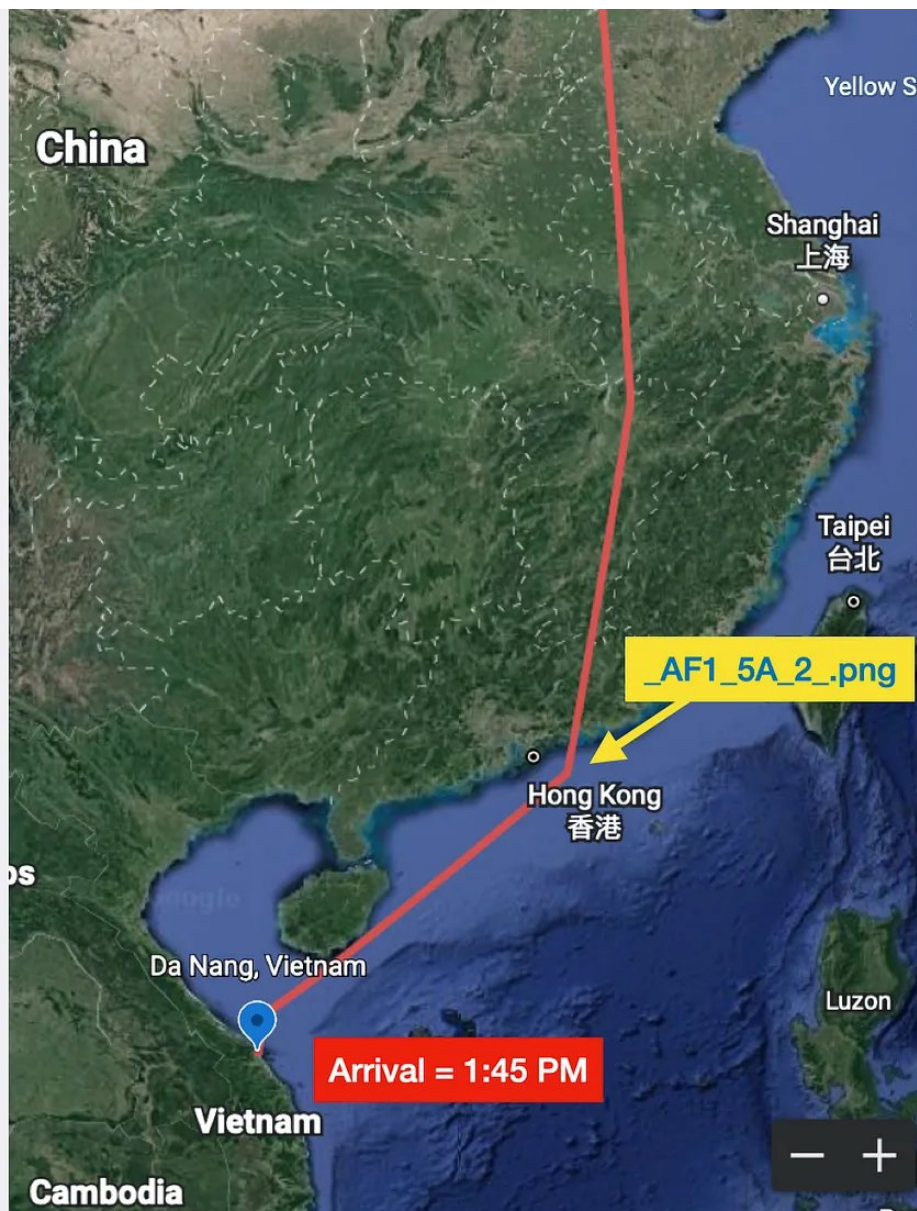 Yellow S
China
Shanghai
上海
Taipei
台北
_AF1_5A_2_.png
Hong Kong
香港
os
Google
Da Nang, Vietnam
Luzon
Arrival = 1:45 PM
Vietnam
Cambodia